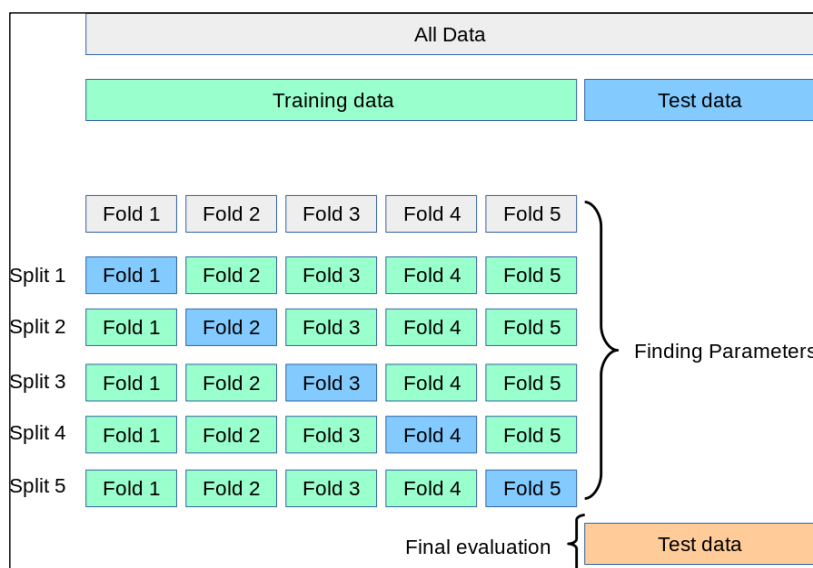 All Data
Training data Test data
Fold 1 Fold 2 Fold 3 Fold 4 Fold 5
Split 1 Fold 1 Fold 2 Fold 3 Fold 4 Fold 5
Split 2 Fold 1 Fold 2 Fold 3 Fold 4 Fold 5
Finding Parameters
Split 3 Fold 1 Fold 2 Fold 3 Fold 4 Fold 5
Split 4 Fold 1 Fold 2 Fold 3 Fold 4 Fold 5
Split 5 Fold 1 Fold 2 Fold 3 Fold 4 Fold 5
Final evaluation Test data